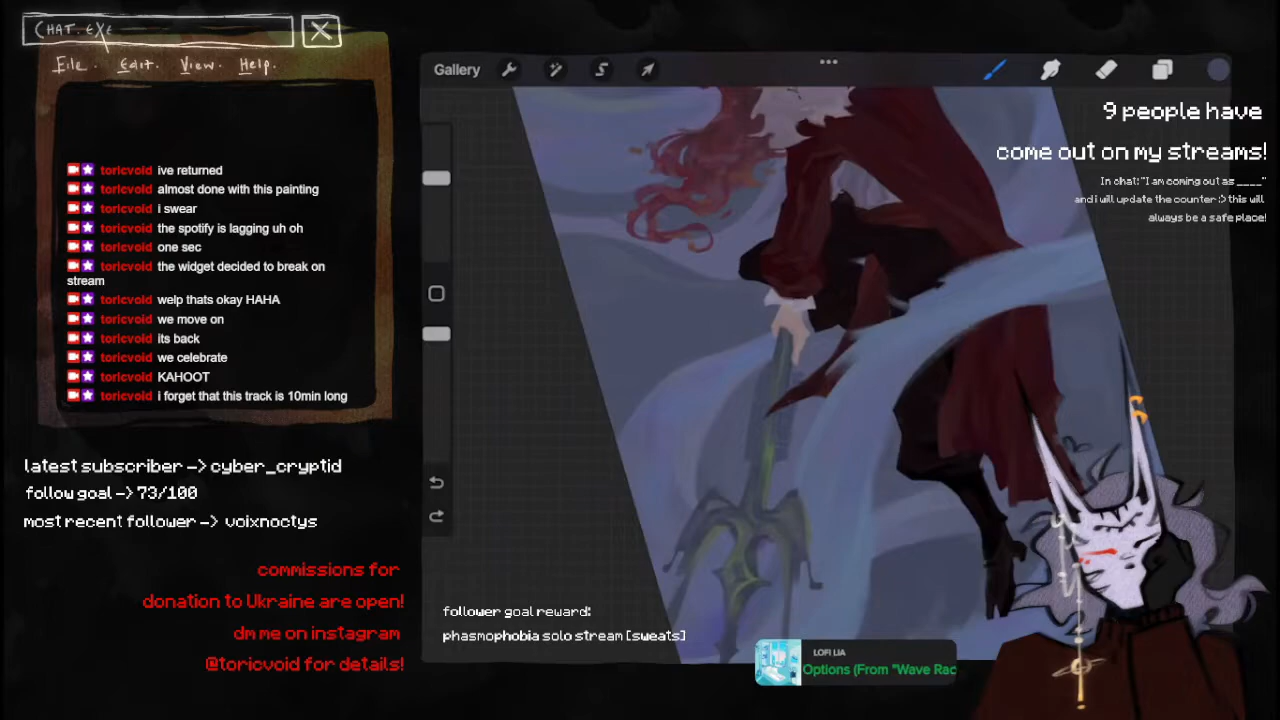 CHAT.EXE
File. Edit. View. Help.
toricvoid ive returned
toricvoid almost done with this painting
toricvoid i swear
toricvoid the spotify is lagging uh oh
toricvoid one sec
toricvoid the widget decided to break on
stream
toricvoid welp thats okay HAHA
toricvoid we move on
toricvoid its back
toricvoid we celebrate
toricvoid KAHOOT
toricvoid i forget that this track is 10min long
latest subscriber -> cyber_cryptid
follow goal -> 73/100
most recent follower -> voixnoctys
commissions for
donation to Ukraine are open!
dm me on instagram
@toricvoid for details!
Gallery
9 people have
come out on my streams!
In chat: "I am coming out as ____"
and i will update the counter :> this will
always be a safe place!
follower goal reward:
phasmophobia solo stream [sweats]
LOFI LIA
Options (From "Wave Rac